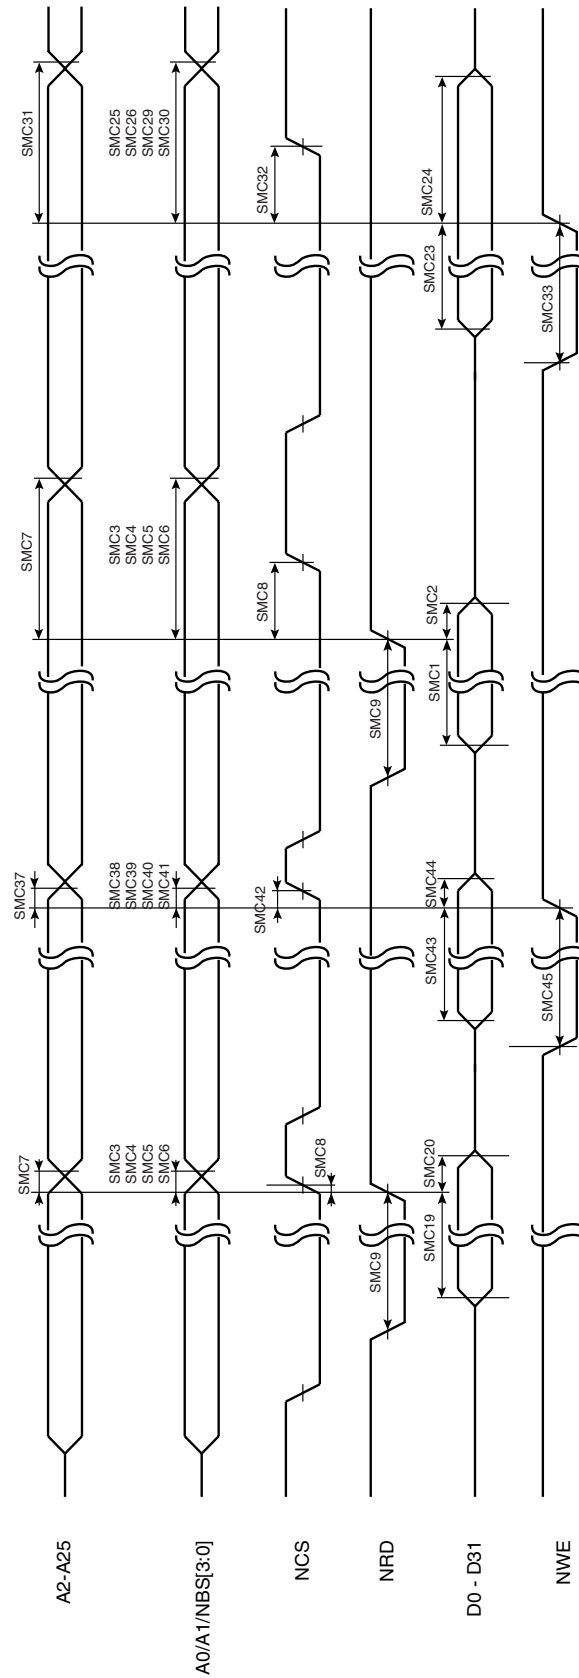 A2-A25
SMC7
SMC37
SMC7
SMC31
A0/A1/NBS[3:0]
SMC3
SMC4
SMC5
SMC6
SMC38
SMC39
SMC40
SMC41
SMC3
SMC4
SMC5
SMC6
SMC25
SMC26
SMC29
SMC30
NCS
SMC8
SMC42
SMC8
SMC32
NRD
SMC9
SMC9
D0 - D31
SMC19
SMC20
SMC43
SMC44
SMC1
SMC2
SMC23
SMC24
NWE
SMC45
SMC33